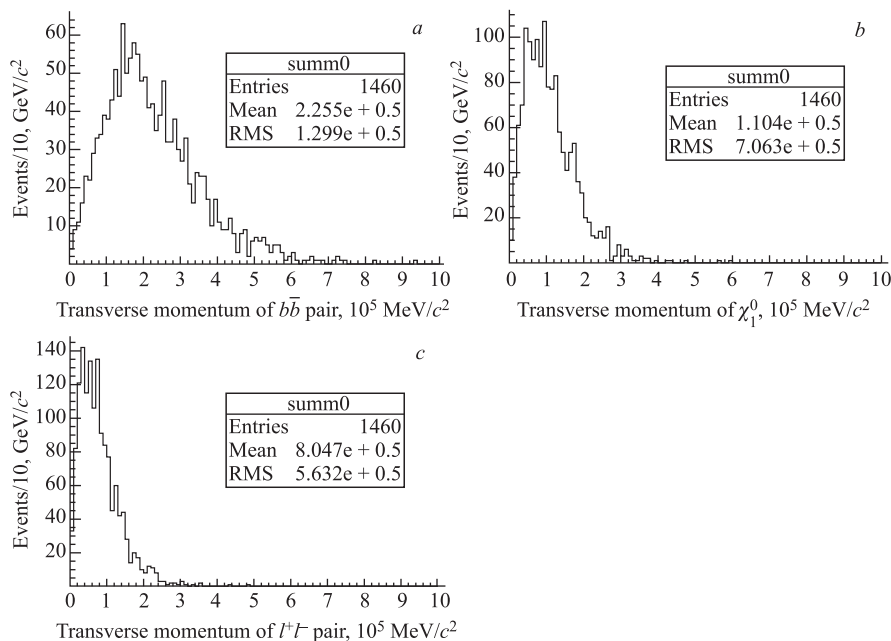 a
Events/10, GeV/c²
60
50
40
30
20
10
summ0
Entries 1460
Mean 2.255e + 0.5
RMS 1.299e + 0.5
0 1 2 3 4 5 6 7 8 9 10
Transverse momentum of bb̅ pair, 10⁵ MeV/c²
b
Events/10, GeV/c²
100
80
60
40
20
summ0
Entries 1460
Mean 1.104e + 0.5
RMS 7.063e + 0.5
0 1 2 3 4 5 6 7 8 9 10
Transverse momentum of χ₁⁰, 10⁵ MeV/c²
c
Events/10, GeV/c²
140
120
100
80
60
40
20
summ0
Entries 1460
Mean 8.047e + 0.5
RMS 5.632e + 0.5
0 1 2 3 4 5 6 7 8 9 10
Transverse momentum of l⁺l⁻ pair, 10⁵ MeV/c²